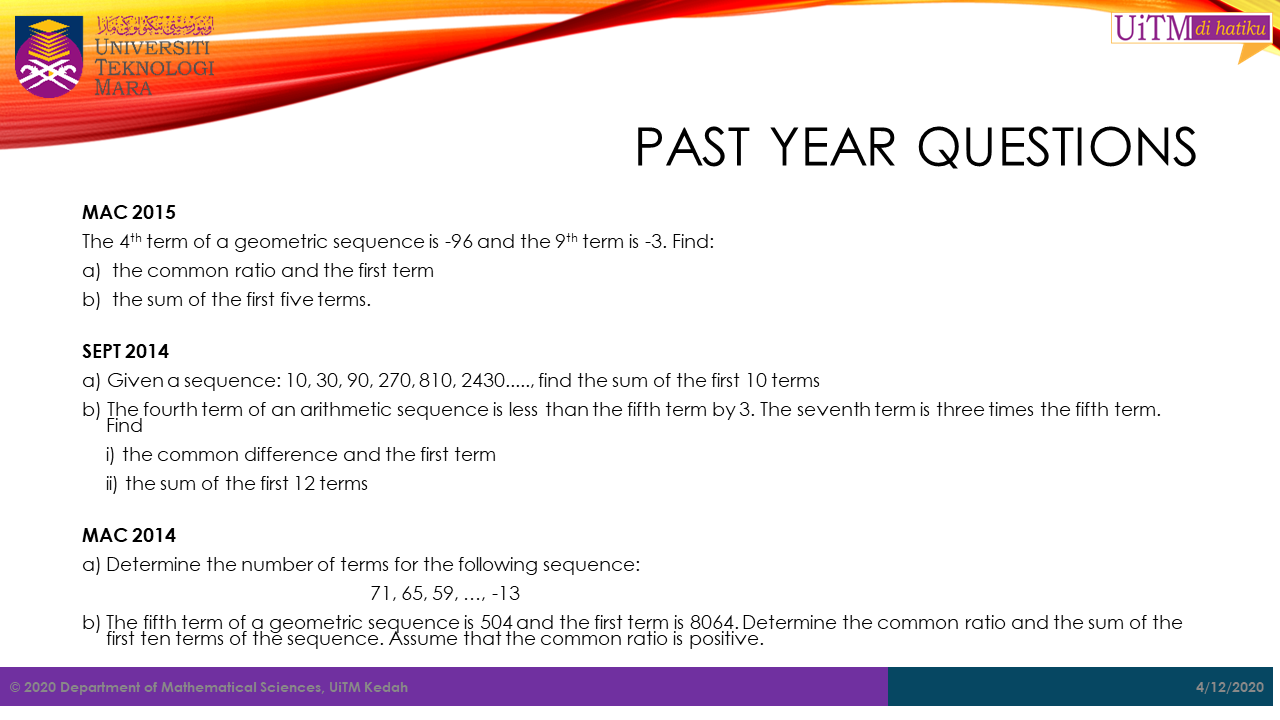 UNIVERSITI
TEKNOLOGI
MARA
UiTM di hatiku
PAST YEAR QUESTIONS
MAC 2015
The 4th term of a geometric sequence is -96 and the 9th term is -3. Find:
a) the common ratio and the first term
b) the sum of the first five terms.
SEPT 2014
a) Given a sequence: 10, 30, 90, 270, 810, 2430....., find the sum of the first 10 terms
b) The fourth term of an arithmetic sequence is less than the fifth term by 3. The seventh term is three times the fifth term.
Find
i) the common difference and the first term
ii) the sum of the first 12 terms
MAC 2014
a) Determine the number of terms for the following sequence:
71, 65, 59, …, -13
b) The fifth term of a geometric sequence is 504 and the first term is 8064. Determine the common ratio and the sum of the
first ten terms of the sequence. Assume that the common ratio is positive.
© 2020 Department of Mathematical Sciences, UiTM Kedah
4/12/2020